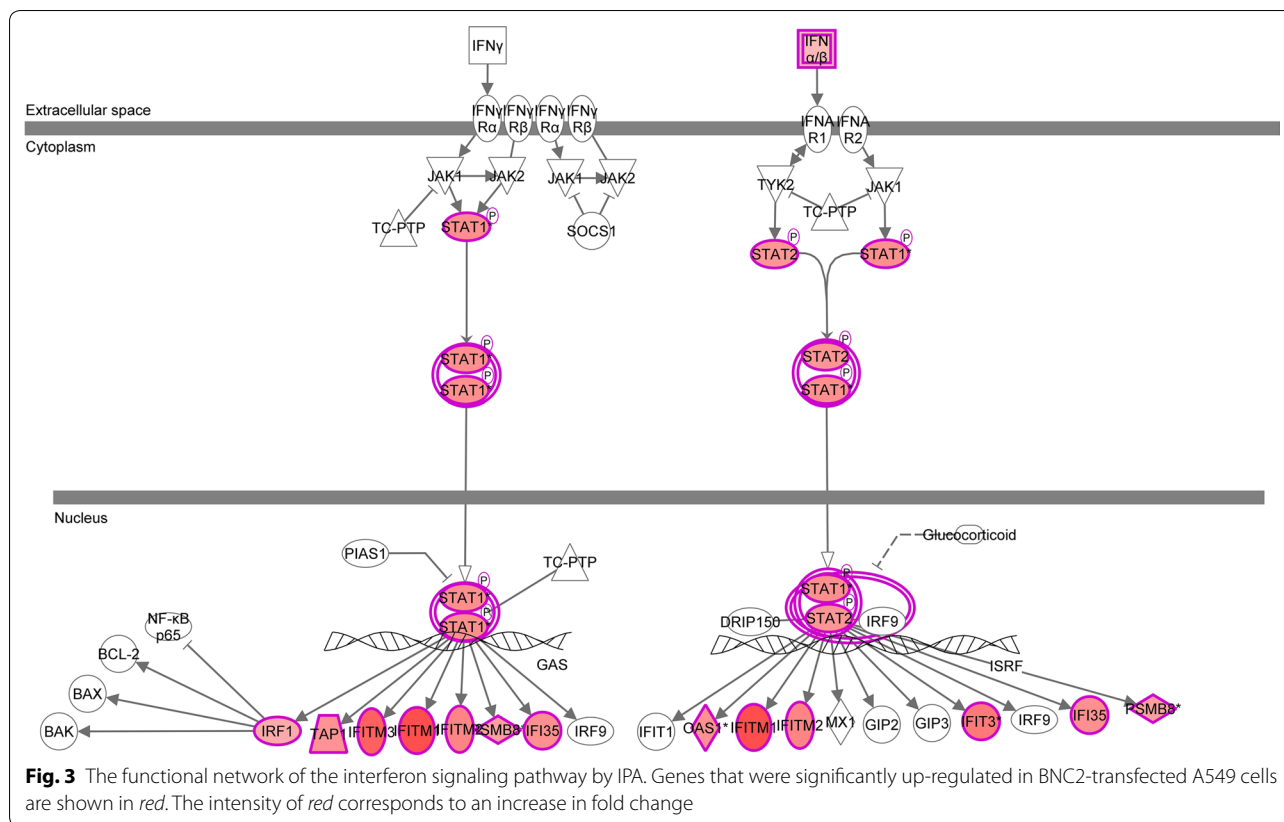 IFNγ
IFN
α/β
Extracellular space
IFNγ
Rα
IFNγ
Rβ
IFNγ
Rα
IFNγ
Rβ
IFNA
R1
IFNA
R2
Cytoplasm
JAK1
JAK2
JAK1
JAK2
TYK2
JAK1
TC-PTP
STAT1*
P
SOCS1
TC-PTP
STAT2
P
STAT1*
P
P
STAT1*
P
STAT1*
P
STAT2
P
STAT1*
Nucleus
PIAS1
TC-PTP
Glucocorticoid
P
STAT1*
P
STAT1*
P
STAT1*
P
STAT2
DRIP150
IRF9
NF-κB
p65
BCL-2
BAX
BAK
GAS
ISRF
IRF1
TAP1
IFITM3
IFITM1
IFITM2
PSMB8*
IFI35
IRF9
IFIT1
OAS1*
IFITM1
IFITM2
MX1
GIP2
GIP3
IFIT3*
IRF9
IFI35
PSMB8*
Fig. 3 The functional network of the interferon signaling pathway by IPA. Genes that were significantly up-regulated in BNC2-transfected A549 cells
are shown in red. The intensity of red corresponds to an increase in fold change